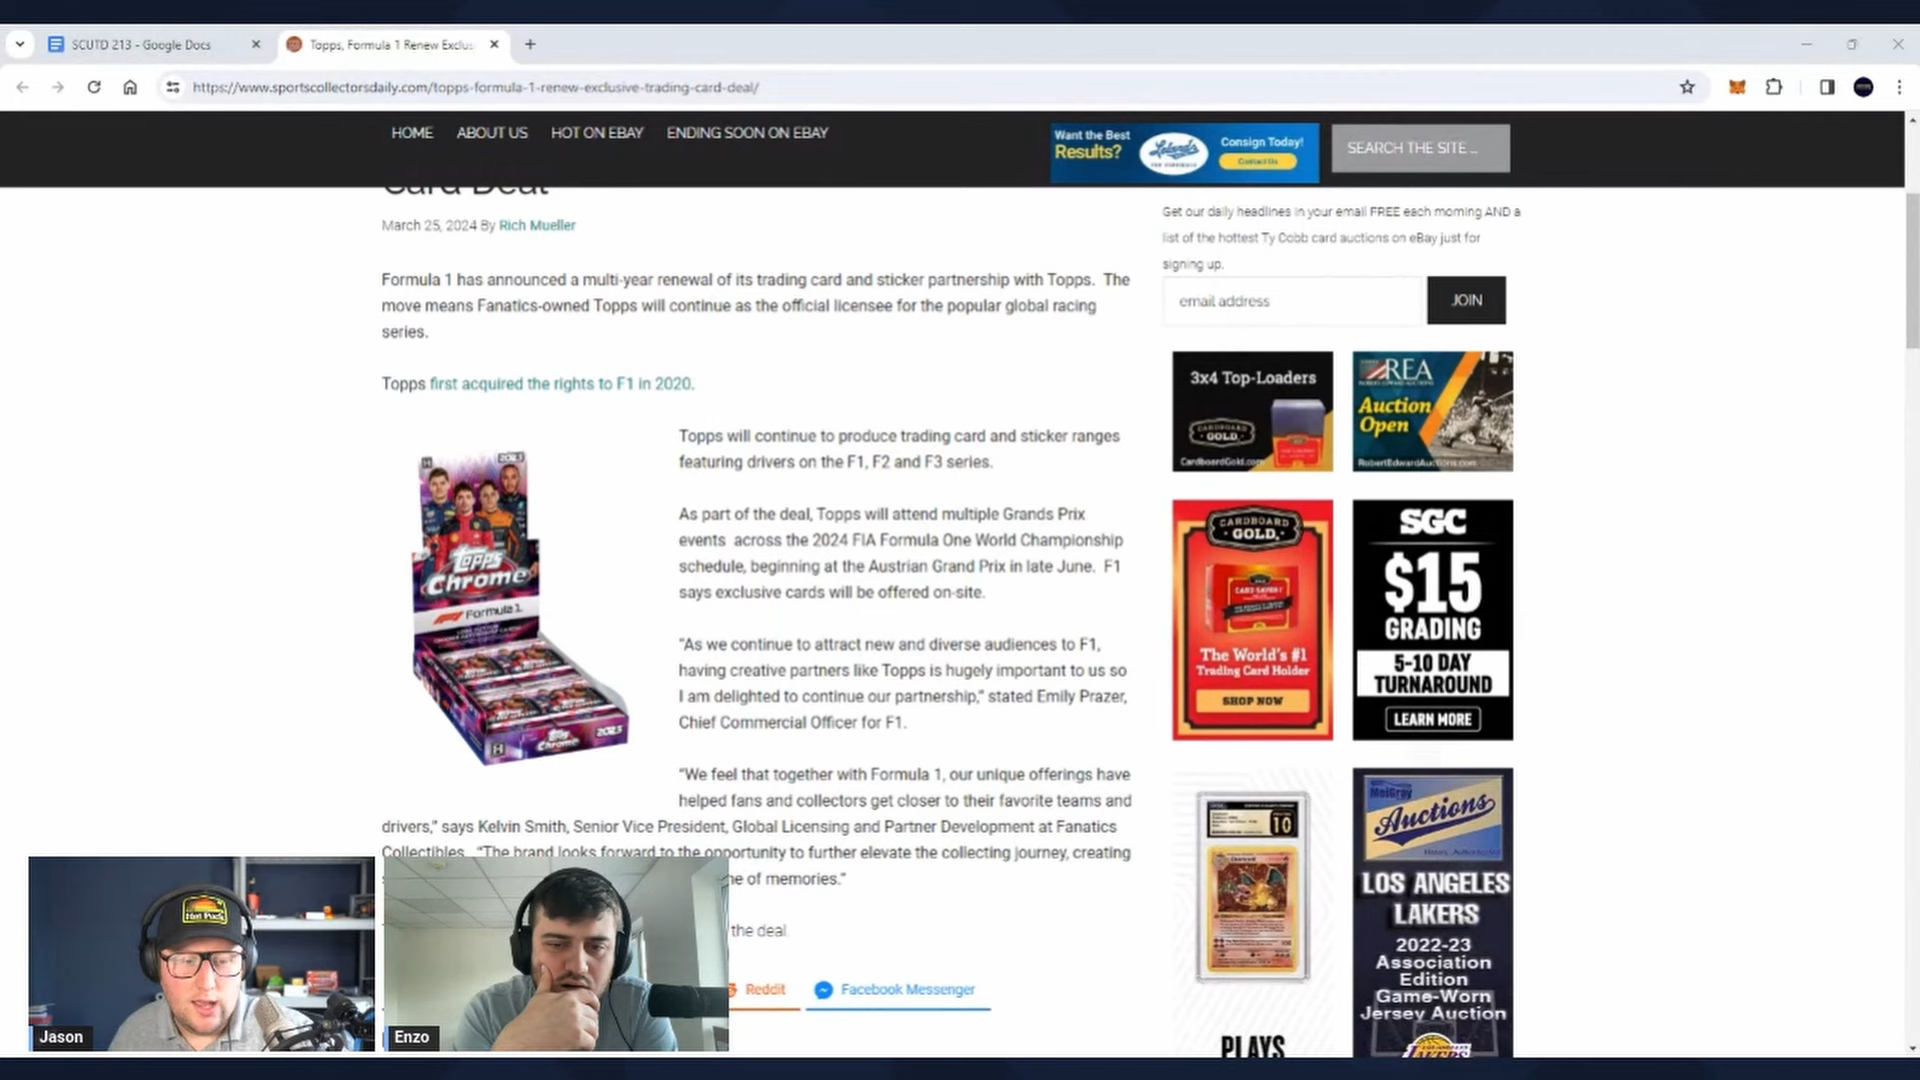 SCUTD 213 - Google Docs
Topps, Formula 1 Renew Exclus
https://www.sportscollectorsdaily.com/topps-formula-1-renew-exclusive-trading-card-deal/
HOME ABOUT US HOT ON EBAY ENDING SOON ON EBAY
Want the Best
Results?
Lelands
Consign Today!
Contact Us
SEARCH THE SITE ...
Card Deal
March 25, 2024 By Rich Mueller
Formula 1 has announced a multi-year renewal of its trading card and sticker partnership with Topps. The
move means Fanatics-owned Topps will continue as the official licensee for the popular global racing
series.
Topps first acquired the rights to F1 in 2020.
Topps will continue to produce trading card and sticker ranges
featuring drivers on the F1, F2 and F3 series.
As part of the deal, Topps will attend multiple Grands Prix
events across the 2024 FIA Formula One World Championship
schedule, beginning at the Austrian Grand Prix in late June. F1
says exclusive cards will be offered on-site.
“As we continue to attract new and diverse audiences to F1,
having creative partners like Topps is hugely important to us so
I am delighted to continue our partnership,” stated Emily Prazer,
Chief Commercial Officer for F1.
“We feel that together with Formula 1, our unique offerings have
helped fans and collectors get closer to their favorite teams and
drivers,” says Kelvin Smith, Senior Vice President, Global Licensing and Partner Development at Fanatics
Collectibles. “The brand looks forward to the opportunity to further elevate the collecting journey, creating
of memories.”
the deal.
Reddit
Facebook Messenger
2023
Topps
Chrome
Formula 1
Topps
Chrome
2023
Get our daily headlines in your email FREE each morning AND a
list of the hottest Ty Cobb card auctions on eBay just for
signing up.
email address
JOIN
3x4 Top-Loaders
CARDBOARD
GOLD
CardboardGold.com
REA
Auction
Open
RobertEdwardAuctions.com
CARDBOARD
GOLD
The World's #1
Trading Card Holder
SHOP NOW
SGC
$15
GRADING
5-10 DAY
TURNAROUND
LEARN MORE
10
PLAYS
MeiGray
Auctions
LOS ANGELES
LAKERS
2022-23
Association
Edition
Game-Worn
Jersey Auction
LAKERS
Hot Pack
Jason
Enzo